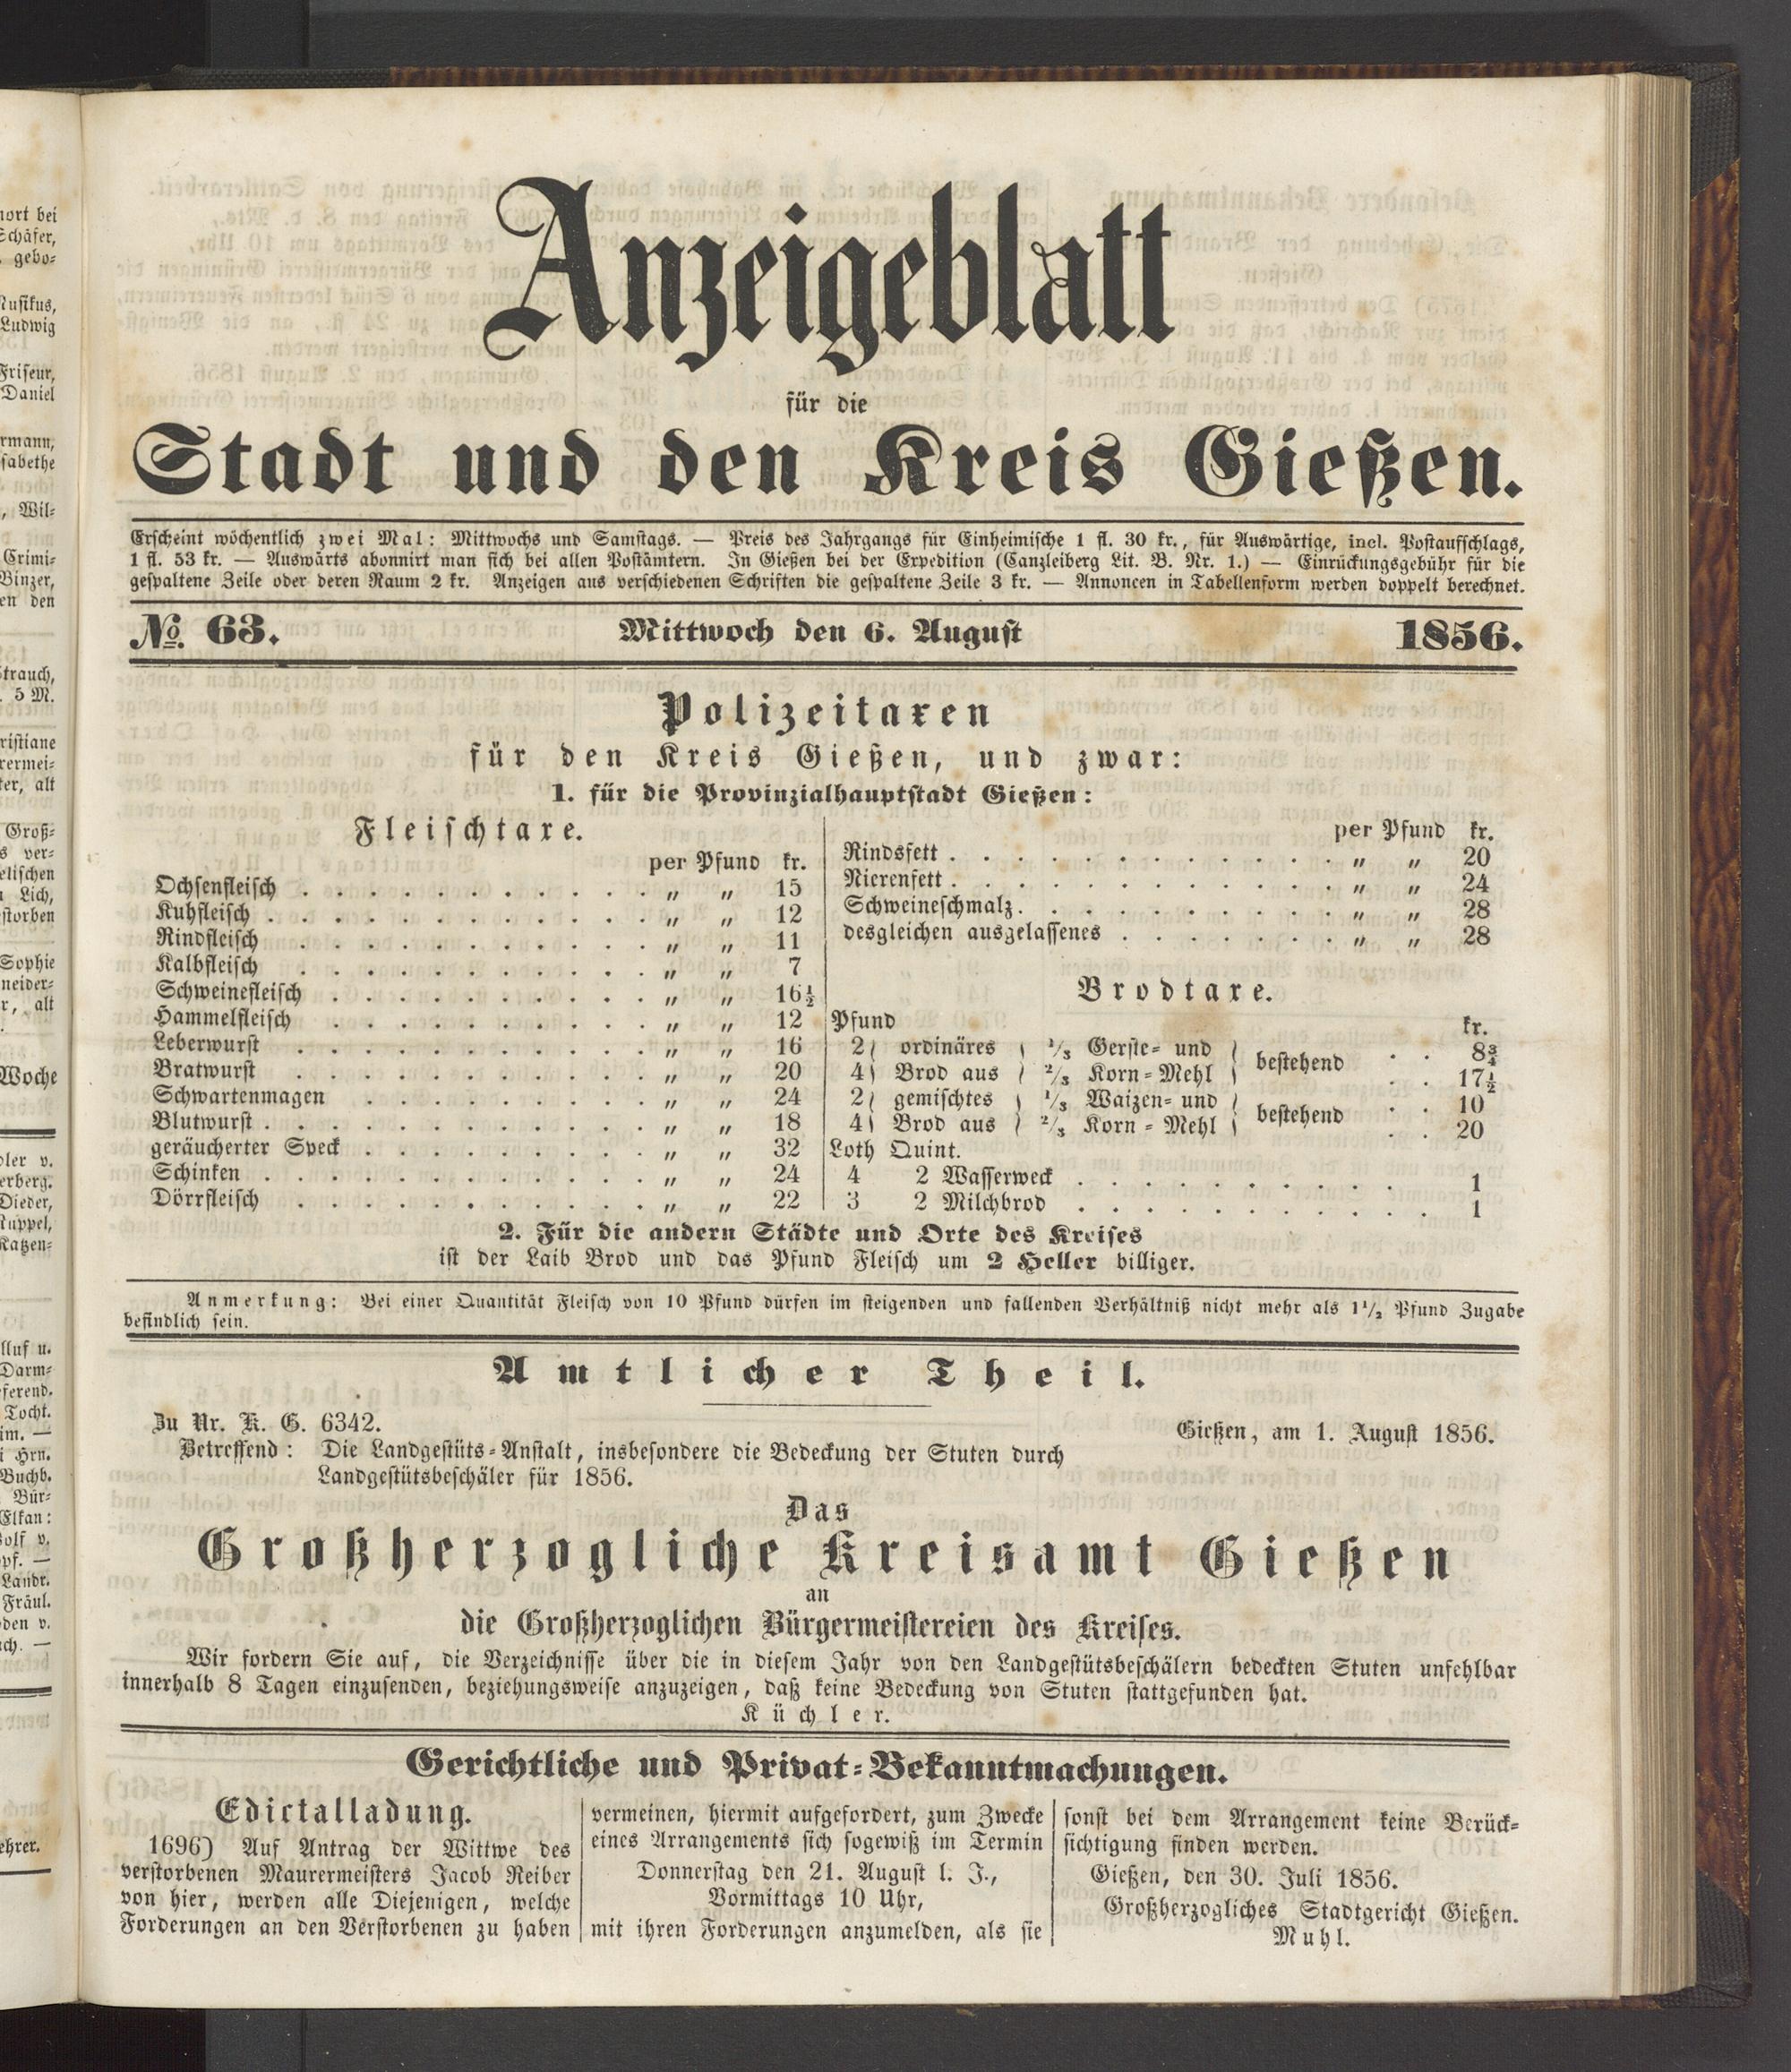 Anzeigeblatt
für die
Stadt und den Kreis Gießen.
Erscheint wöchentlich zwei Mal: Mittwochs und Samstags. — Preis des Jahrgangs für Einheimische 1 fl. 30 kr., für Auswärtige, incl. Postaufschlags,
1 fl. 53 kr. — Auswärts abonnirt man sich bei allen Postämtern. In Gießen bei der Expedition (Canzleiberg Lit. B. Nr. 1.) — Einrückungsgebühr für die
gespaltene Zeile oder deren Raum 2 kr. Anzeigen aus verschiedenen Schriften die gespaltene Zeile 3 kr. — Annoncen in Tabellenform werden doppelt berechnet.
No. 63. Mittwoch den 6. August 1856.
Polizeitaxen
für den Kreis Gießen, und zwar:
1. für die Provinzialhauptstadt Gießen:
Fleischtaxe.
per Pfund kr.
Ochsenfleisch . . . . . . . . . . . „ „ 15
Kuhfleisch . . . . . . . . . . . . „ „ 12
Rindfleisch . . . . . . . . . . . „ „ 11
Kalbfleisch . . . . . . . . . . . „ „ 7
Schweinefleisch . . . . . . . . . . „ „ 16½
Hammelfleisch . . . . . . . . . . „ „ 12
Leberwurst . . . . . . . . . . . „ „ 16
Bratwurst . . . . . . . . . . . „ „ 20
Schwartenmagen . . . . . . . . . „ „ 24
Blutwurst . . . . . . . . . . . . „ „ 18
geräucherter Speck . . . . . . . . . „ „ 32
Schinken . . . . . . . . . . . . „ „ 24
Dörrfleisch . . . . . . . . . . . „ „ 22
per Pfund kr.
Rindsfett . . . . . . . . . . . . . „ „ 20
Nierenfett . . . . . . . . . . . . . „ „ 24
Schweineschmalz . . . . . . . . . . . „ „ 28
desgleichen ausgelassenes . . . . . . . „ „ 28
Brodtaxe.
Pfund kr.
2 ordinäres 1/3 Gerste- und bestehend . . 8¾
4 Brod aus 2/3 Korn-Mehl . . 17½
2 gemischtes 1/3 Waizen- und bestehend . . 10
4 Brod aus 2/3 Korn-Mehl . . 20
Loth Quint.
4 2 Wasserweck . . . . . . . . . . 1
3 2 Milchbrod . . . . . . . . . . . 1
2. Für die andern Städte und Orte des Kreises
ist der Laib Brod und das Pfund Fleisch um 2 Heller billiger.
Anmerkung: Bei einer Quantität Fleisch von 10 Pfund dürfen im steigenden und fallenden Verhältniß nicht mehr als 1½ Pfund Zugabe
befindlich sein.
Amtlicher Theil.
Zu Nr. K. G. 6342. Gießen, am 1. August 1856.
Betreffend: Die Landgestüts-Anstalt, insbesondere die Bedeckung der Stuten durch
Landgestütsbeschäler für 1856.
Das
Großherzogliche Kreisamt Gießen
an
die Großherzoglichen Bürgermeistereien des Kreises.
Wir fordern Sie auf, die Verzeichnisse über die in diesem Jahr von den Landgestütsbeschälern bedeckten Stuten unfehlbar
innerhalb 8 Tagen einzusenden, beziehungsweise anzuzeigen, daß keine Bedeckung von Stuten stattgefunden hat.
Küchler.
Gerichtliche und Privat-Bekanntmachungen.
Edictalladung.
1696) Auf Antrag der Wittwe des
verstorbenen Maurermeisters Jacob Reiber
von hier, werden alle Diejenigen, welche
Forderungen an den Verstorbenen zu haben
vermeinen, hiermit aufgefordert, zum Zwecke
eines Arrangements sich sogewiß im Termin
Donnerstag den 21. August l. J.,
Vormittags 10 Uhr,
mit ihren Forderungen anzumelden, als sie
sonst bei dem Arrangement keine Berück-
sichtigung finden werden.
Gießen, den 30. Juli 1856.
Großherzogliches Stadtgericht Gießen.
Muhl.